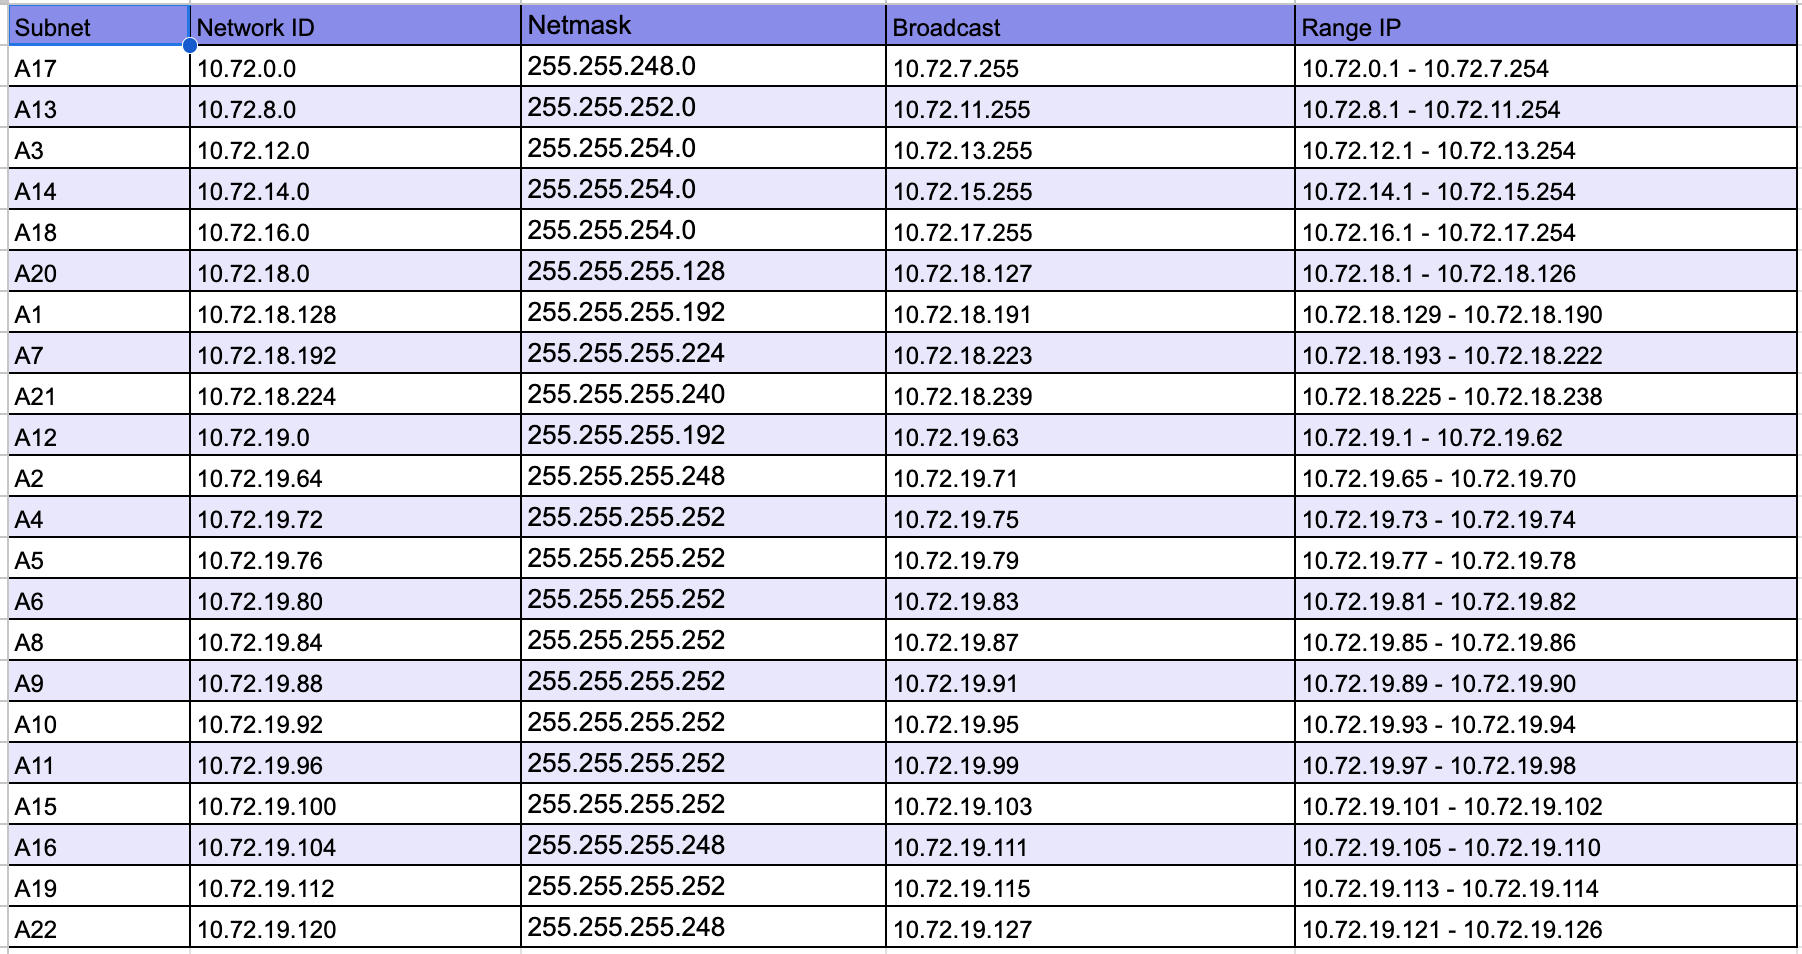 Subnet Network ID Netmask Broadcast Range IP
A17 10.72.0.0 255.255.248.0 10.72.7.255 10.72.0.1 - 10.72.7.254
A13 10.72.8.0 255.255.252.0 10.72.11.255 10.72.8.1 - 10.72.11.254
A3 10.72.12.0 255.255.254.0 10.72.13.255 10.72.12.1 - 10.72.13.254
A14 10.72.14.0 255.255.254.0 10.72.15.255 10.72.14.1 - 10.72.15.254
A18 10.72.16.0 255.255.254.0 10.72.17.255 10.72.16.1 - 10.72.17.254
A20 10.72.18.0 255.255.255.128 10.72.18.127 10.72.18.1 - 10.72.18.126
A1 10.72.18.128 255.255.255.192 10.72.18.191 10.72.18.129 - 10.72.18.190
A7 10.72.18.192 255.255.255.224 10.72.18.223 10.72.18.193 - 10.72.18.222
A21 10.72.18.224 255.255.255.240 10.72.18.239 10.72.18.225 - 10.72.18.238
A12 10.72.19.0 255.255.255.192 10.72.19.63 10.72.19.1 - 10.72.19.62
A2 10.72.19.64 255.255.255.248 10.72.19.71 10.72.19.65 - 10.72.19.70
A4 10.72.19.72 255.255.255.252 10.72.19.75 10.72.19.73 - 10.72.19.74
A5 10.72.19.76 255.255.255.252 10.72.19.79 10.72.19.77 - 10.72.19.78
A6 10.72.19.80 255.255.255.252 10.72.19.83 10.72.19.81 - 10.72.19.82
A8 10.72.19.84 255.255.255.252 10.72.19.87 10.72.19.85 - 10.72.19.86
A9 10.72.19.88 255.255.255.252 10.72.19.91 10.72.19.89 - 10.72.19.90
A10 10.72.19.92 255.255.255.252 10.72.19.95 10.72.19.93 - 10.72.19.94
A11 10.72.19.96 255.255.255.252 10.72.19.99 10.72.19.97 - 10.72.19.98
A15 10.72.19.100 255.255.255.252 10.72.19.103 10.72.19.101 - 10.72.19.102
A16 10.72.19.104 255.255.255.248 10.72.19.111 10.72.19.105 - 10.72.19.110
A19 10.72.19.112 255.255.255.252 10.72.19.115 10.72.19.113 - 10.72.19.114
A22 10.72.19.120 255.255.255.248 10.72.19.127 10.72.19.121 - 10.72.19.126